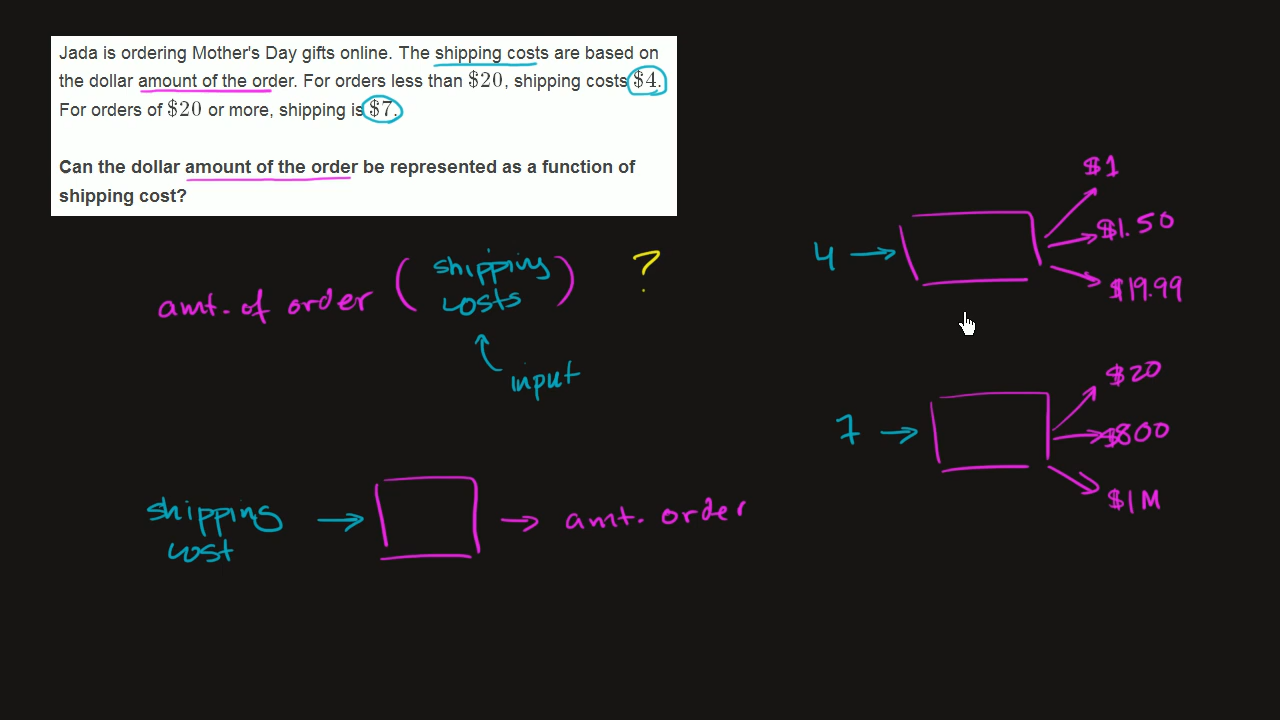 Jada is ordering Mother's Day gifts online. The shipping costs are based on
the dollar amount of the order. For orders less than $20, shipping costs $4.
For orders of $20 or more, shipping is $7.
Can the dollar amount of the order be represented as a function of
shipping cost?
amt. of order ( shipping
costs ) ?
input
shipping
cost
amt. order
4
$1
$1.50
$19.99
7
$20
$800
$1M